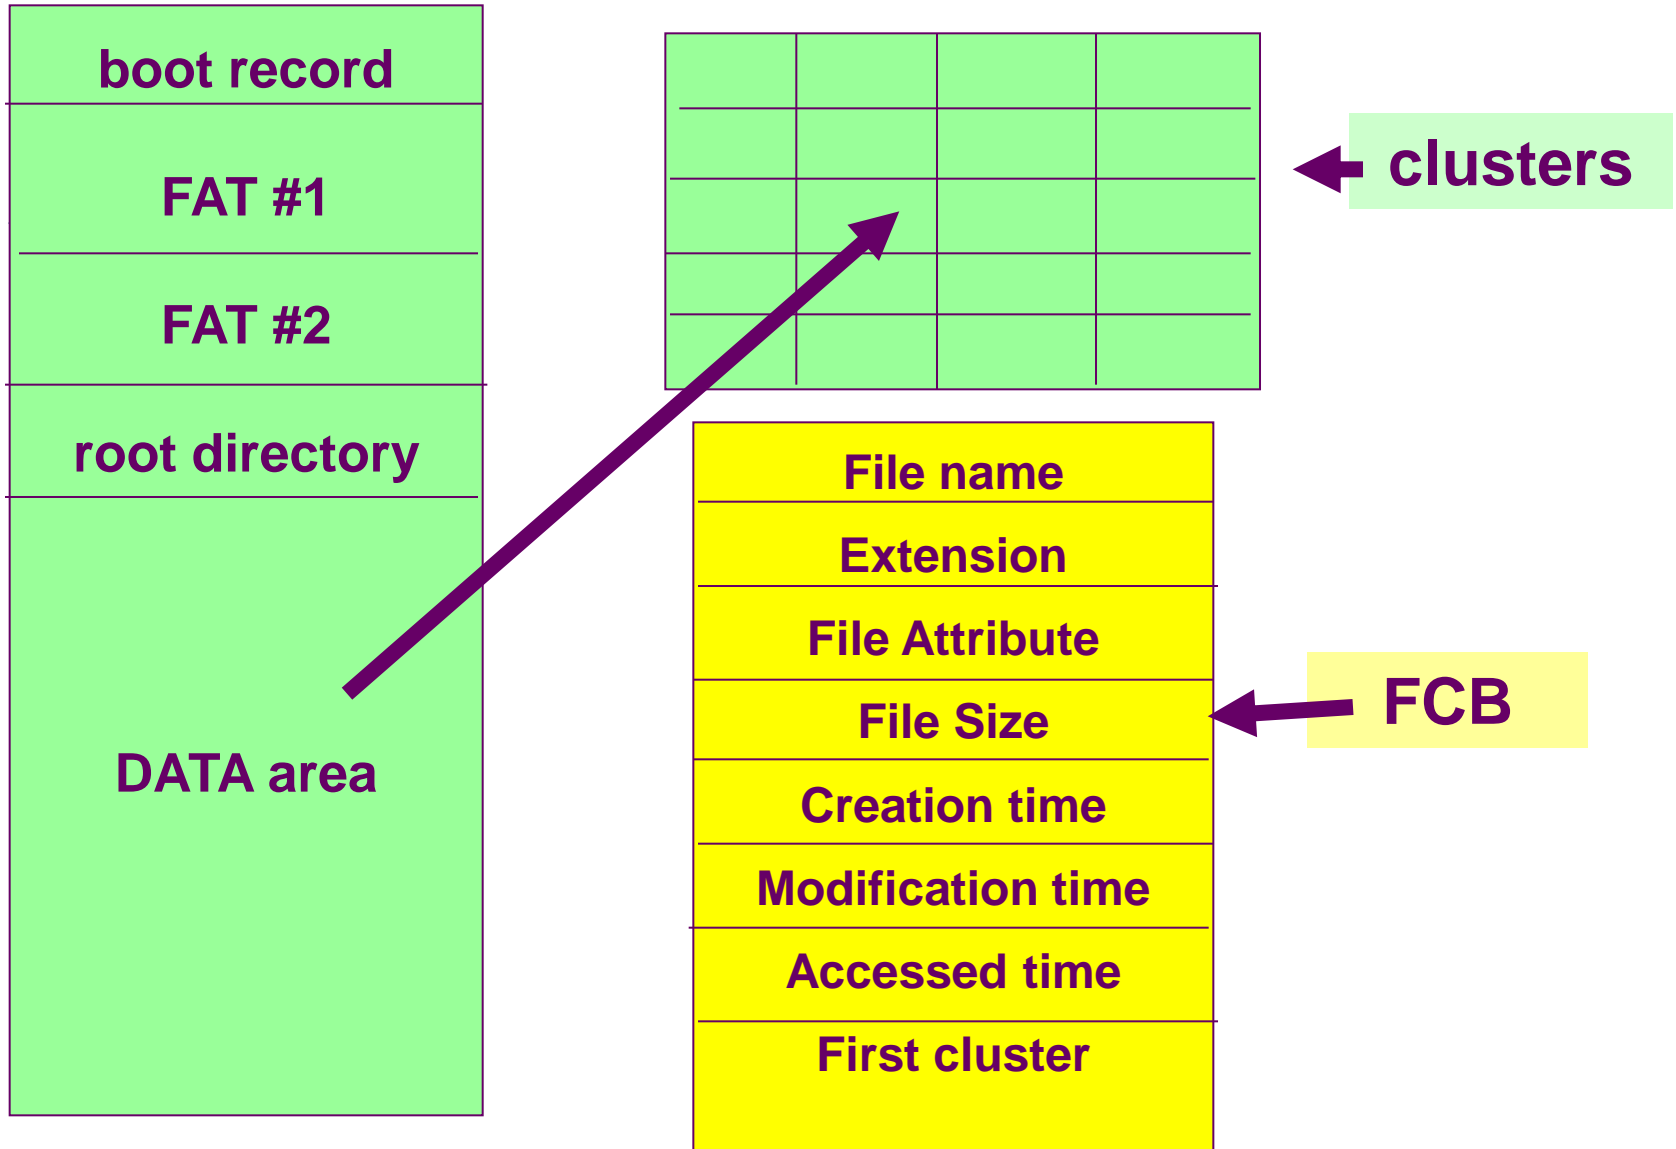 boot record
FAT #1
FAT #2
root directory
DATA area
clusters
File name
Extension
File Attribute
File Size
Creation time
Modification time
Accessed time
First cluster
FCB